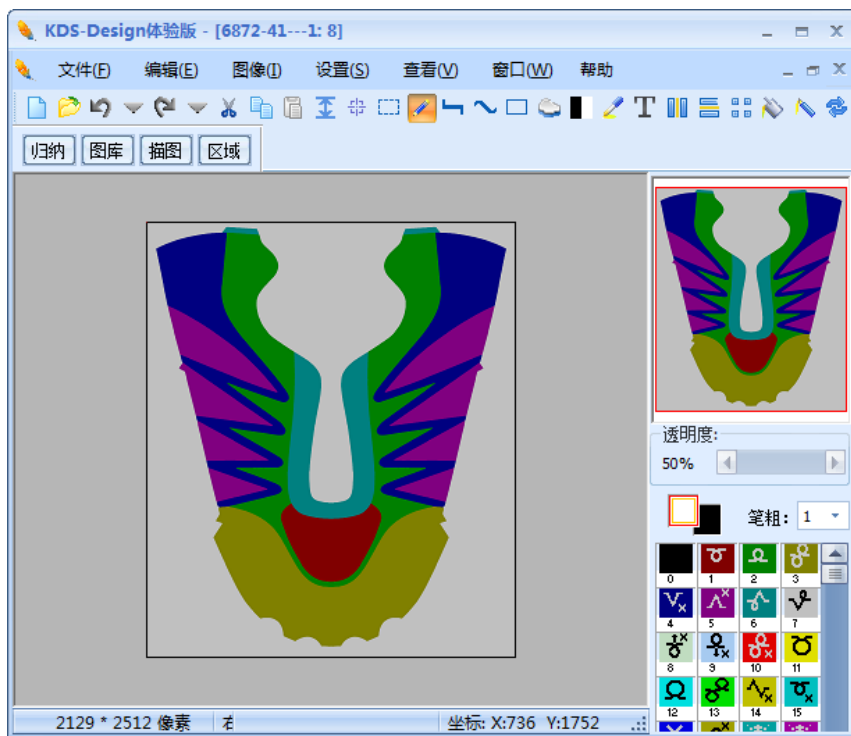 KDS-Design体验版 - [6872-41---1: 8]
文件(F) 编辑(E) 图像(I) 设置(S) 查看(V) 窗口(W) 帮助
归纳 图库 描图 区域
透明度:
50%
笔粗: 1
0 1 2 3
4 5 6 7
8 9 10 11
12 13 14 15
2129 * 2512 像素 坐标: X:736 Y:1752